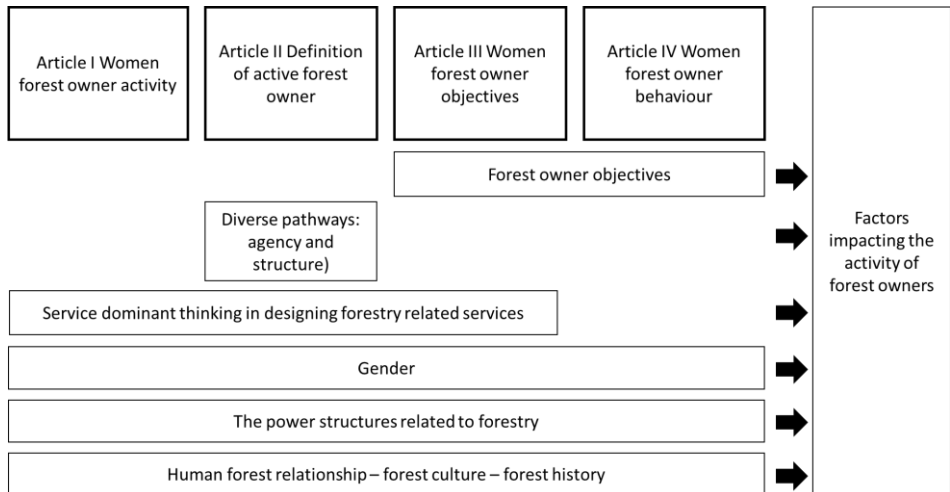 Article I Women
forest owner activity
Article II Definition
of active forest
owner
Article III Women
forest owner
objectives
Article IV Women
forest owner
behaviour
Forest owner objectives
Diverse pathways:
agency and
structure)
Service dominant thinking in designing forestry related services
Gender
The power structures related to forestry
Human forest relationship – forest culture – forest history
Factors
impacting the
activity of
forest owners